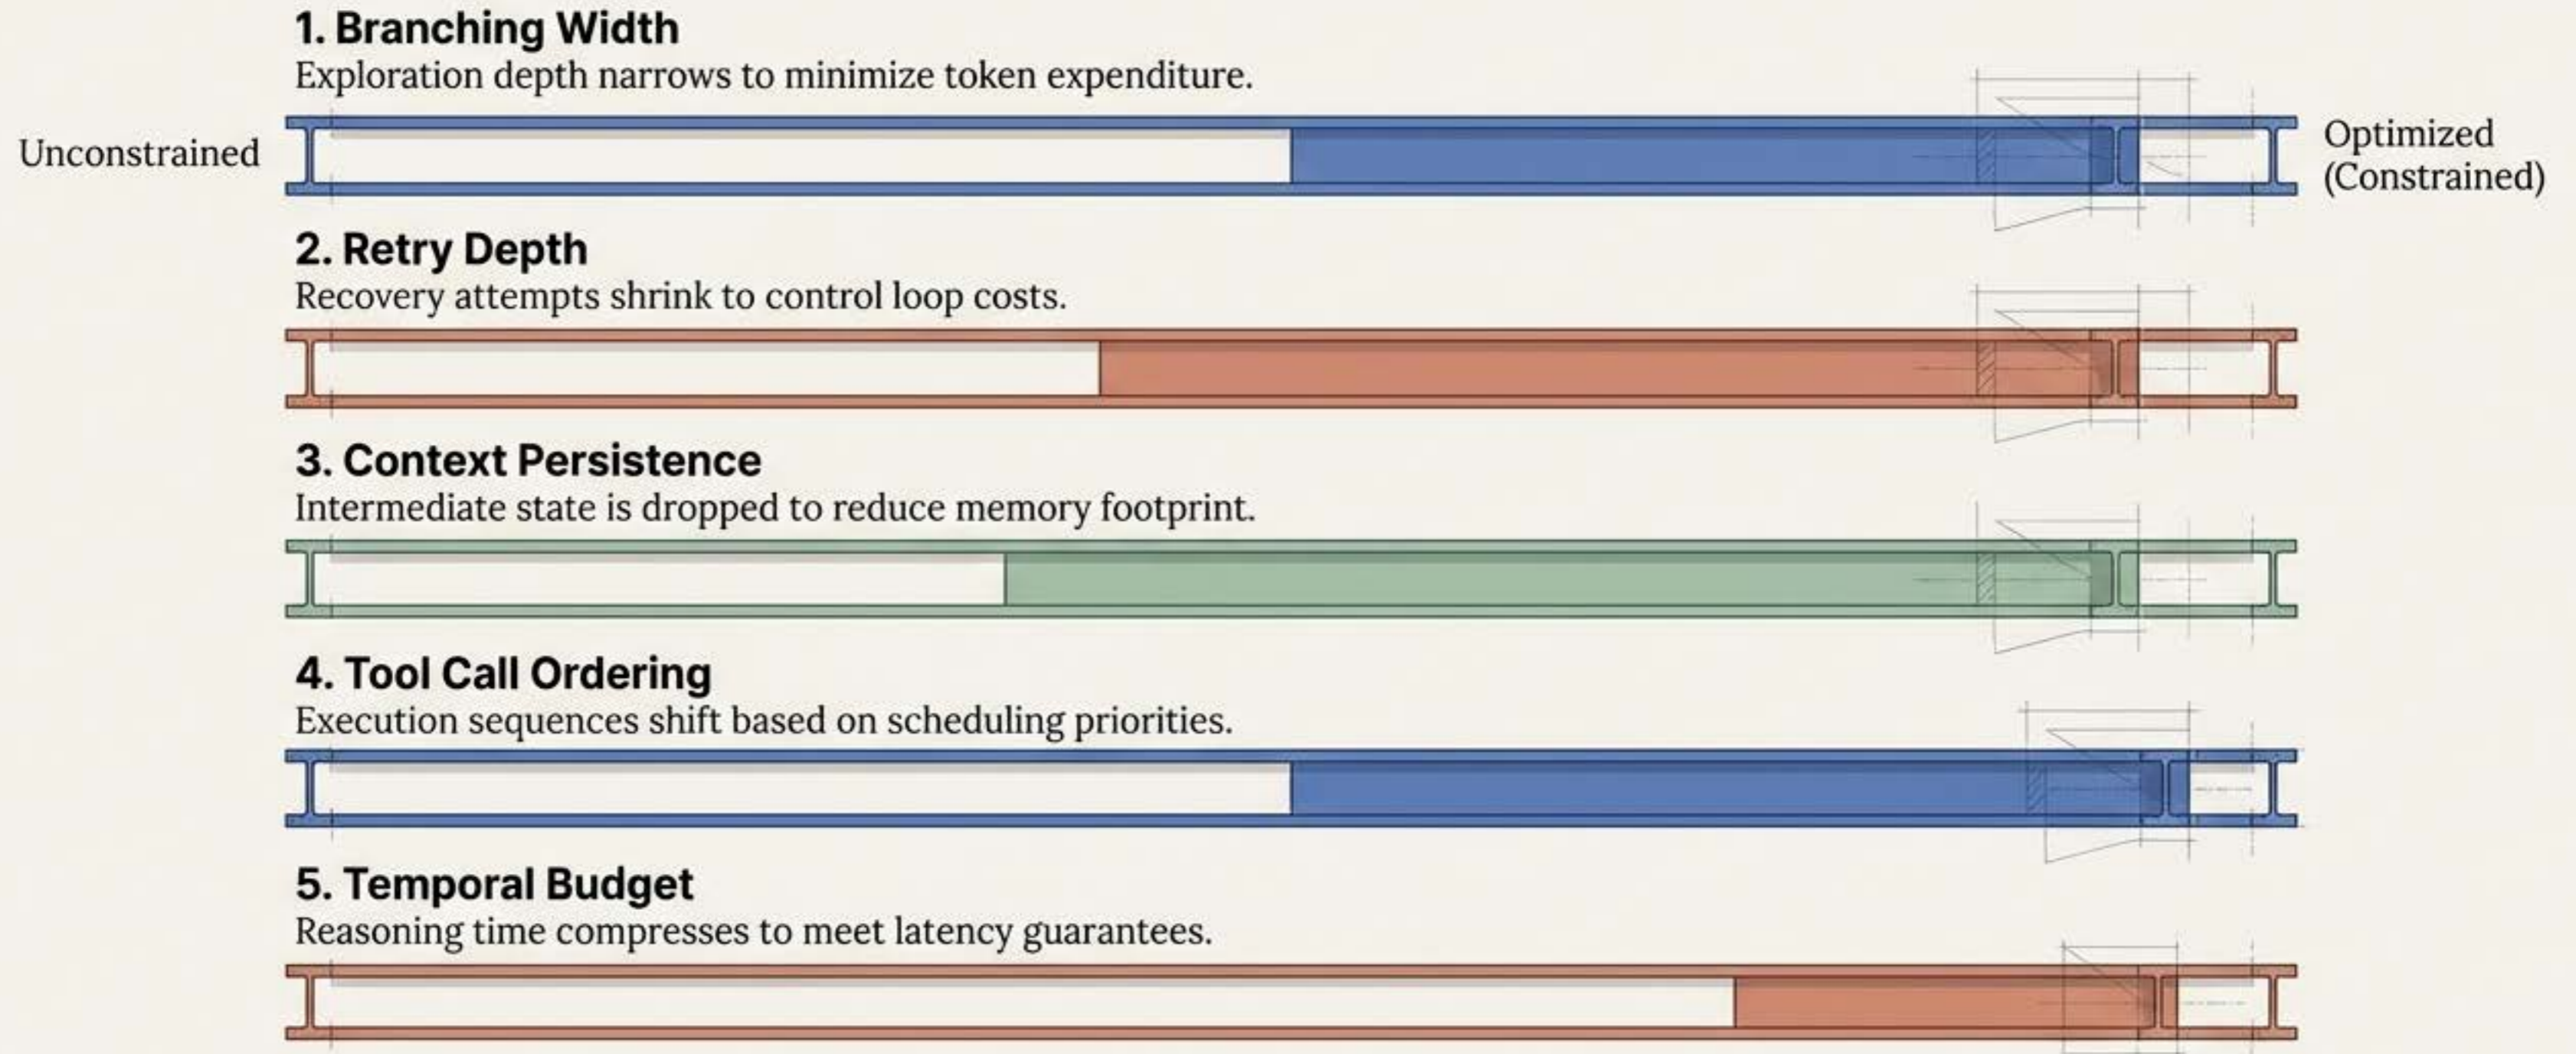 1. Branching Width
Exploration depth narrows to minimize token expenditure.
Unconstrained
Optimized
(Constrained)
2. Retry Depth
Recovery attempts shrink to control loop costs.
3. Context Persistence
Intermediate state is dropped to reduce memory footprint.
4. Tool Call Ordering
Execution sequences shift based on scheduling priorities.
5. Temporal Budget
Reasoning time compresses to meet latency guarantees.